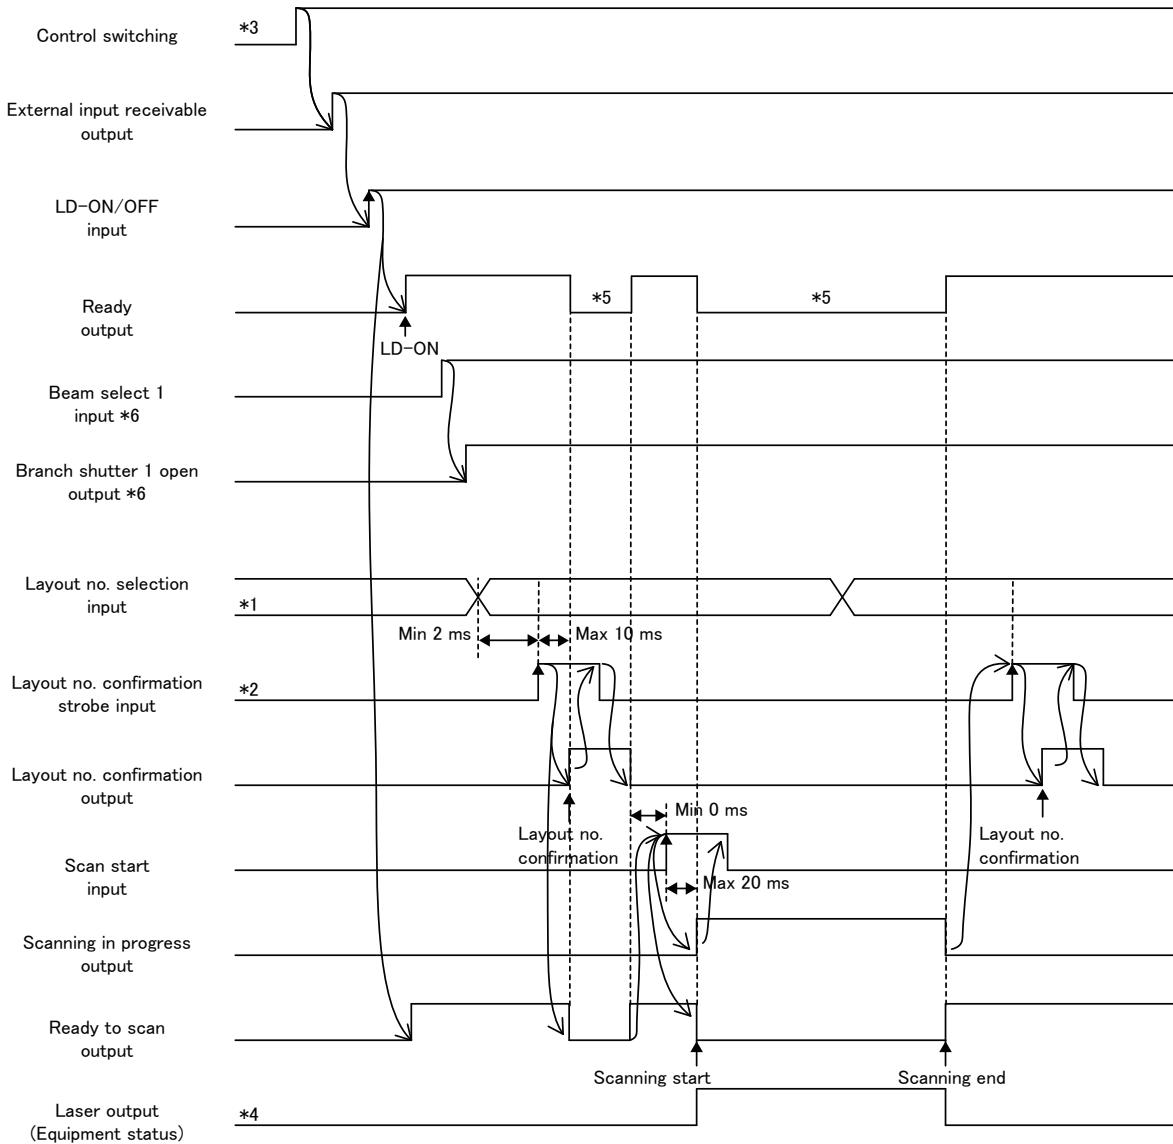 Control switching
*3
External input receivable
output
LD-ON/OFF
input
Ready
output
*5
*5
LD-ON
Beam select 1
input *6
Branch shutter 1 open
output *6
Layout no. selection
input
*1
Min 2 ms
Max 10 ms
Layout no. confirmation
strobe input
*2
Layout no. confirmation
output
Min 0 ms
Layout no.
confirmation
Layout no.
confirmation
Scan start
input
Max 20 ms
Scanning in progress
output
Ready to scan
output
Scanning start
Scanning end
Laser output
(Equipment status)
*4